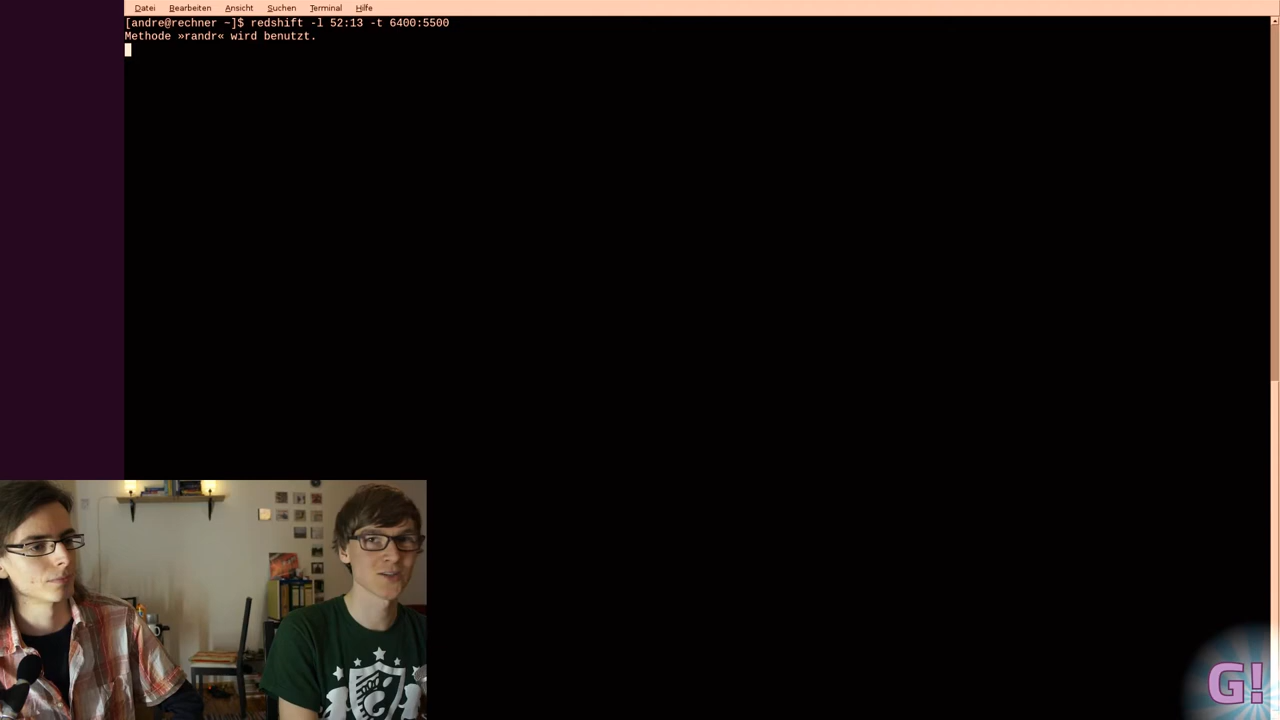 Datei Bearbeiten Ansicht Suchen Terminal Hilfe
[andre@rechner ~]$ redshift -l 52:13 -t 6400:5500
Methode »randr« wird benutzt.
C
G!